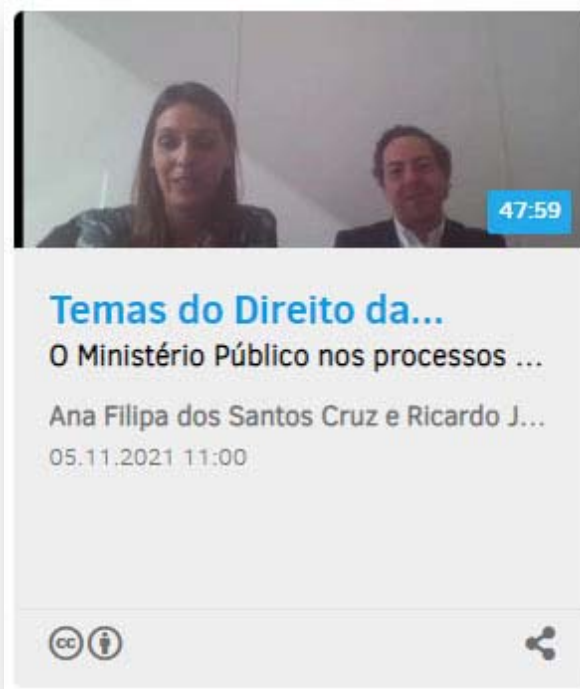 47:59
Temas do Direito da...
O Ministério Público nos processos ...
Ana Filipa dos Santos Cruz e Ricardo J...
05.11.2021 11:00
cc